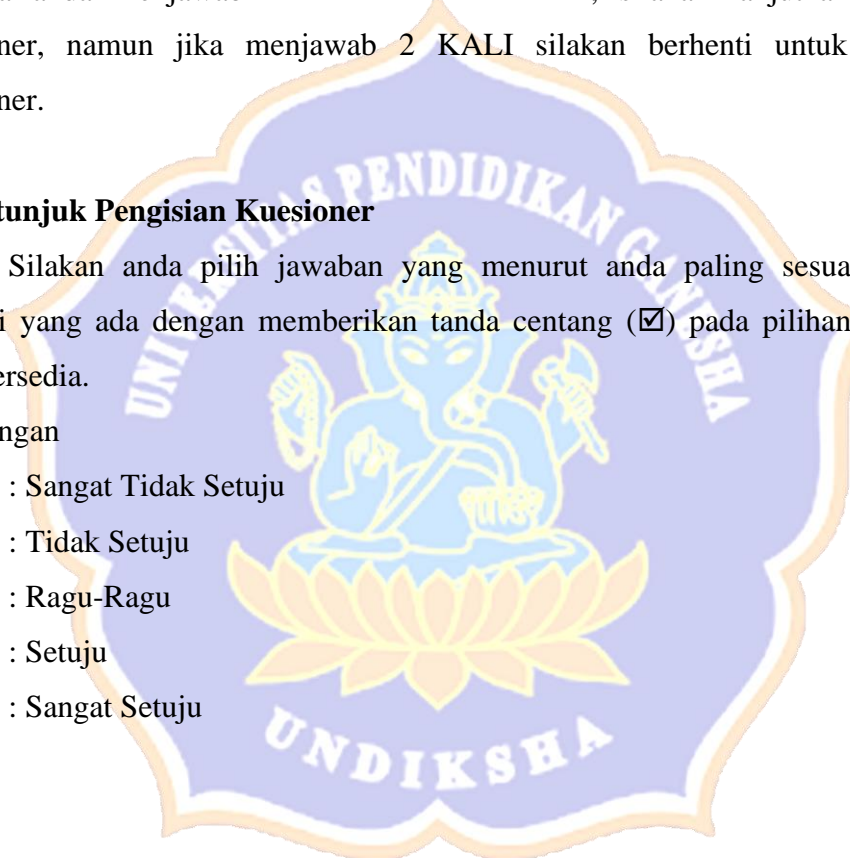 ner, namun jika menjawab 2 KALI silakan berhenti untuk
ner.
tunjuk Pengisian Kuesioner
Silakan anda pilih jawaban yang menurut anda paling sesua
i yang ada dengan memberikan tanda centang (☑) pada pilihan
ersedia.
ngan
: Sangat Tidak Setuju
: Tidak Setuju
: Ragu-Ragu
: Setuju
: Sangat Setuju
UNIVERSITAS PENDIDIKAN GANESHA
UNDIKSHA